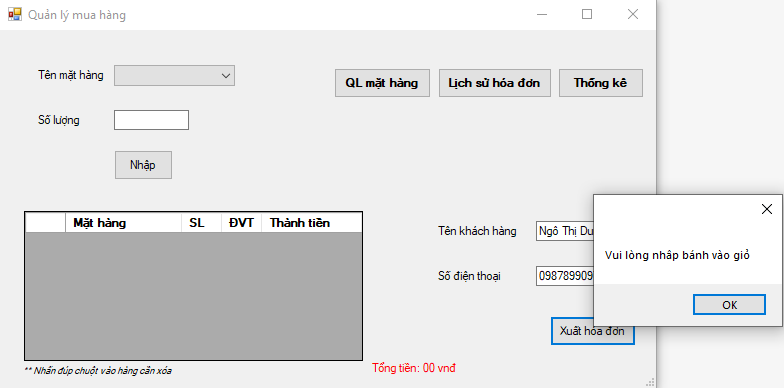 Quản lý mua hàng
Tên mặt hàng
QL mặt hàng
Lịch sử hóa đơn
Thống kê
Số lượng
Nhập
Mặt hàng SL ĐVT Thành tiền
Tên khách hàng Ngô Thị
Số điện thoại 098789909
Vui lòng nhâp bánh vào giỏ
OK
Xuất hóa đơn
Tổng tiền: 00 vnđ
** Nhấn đúp chuột vào hàng cần xóa